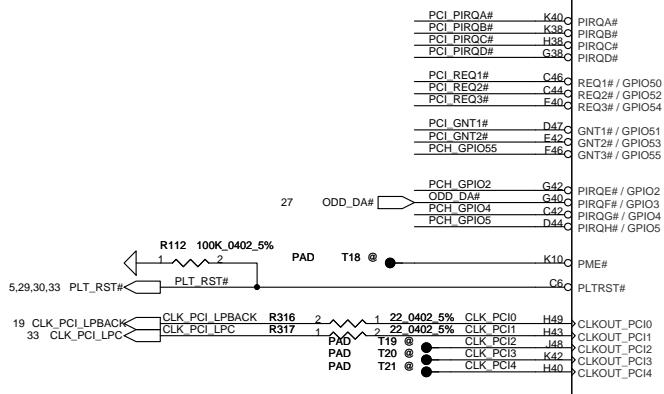 PCI_PIRQA# K40 PIRQA#
PCI_PIRQB# K38 PIRQB#
PCI_PIRQC# H38 PIRQC#
PCI_PIRQD# G38 PIRQD#
PCI_REQ1# C46 REQ1# / GPIO50
PCI_REQ2# C44 REQ2# / GPIO52
PCI_REQ3# E40 REQ3# / GPIO54
PCI_GNT1# D47 GNT1# / GPIO51
PCI_GNT2# E42 GNT2# / GPIO53
PCH_GPIO55 F46 GNT3# / GPIO55
PCH_GPIO2 G42 PIRQE# / GPIO2
27 ODD_DA# ODD_DA# G40 PIRQF# / GPIO3
PCH_GPIO4 C42 PIRQG# / GPIO4
PCH_GPIO5 D44 PIRQH# / GPIO5
R112 100K_0402_5%
1 2 PAD T18 @ K10 PME#
5,29,30,33 PLT_RST# PLT_RST# C6 PLTRST#
19 CLK_PCI_LPBACK CLK_PCI_LPBACK R316 2 1 22_0402_5% CLK_PCI0 H49 CLKOUT_PCI0
33 CLK_PCI_LPC CLK_PCI_LPC R317 1 2 22_0402_5% CLK_PCI1 H43 CLKOUT_PCI1
PAD T19 @ CLK_PCI2 J48 CLKOUT_PCI2
PAD T20 @ CLK_PCI3 K42 CLKOUT_PCI3
PAD T21 @ CLK_PCI4 H40 CLKOUT_PCI4